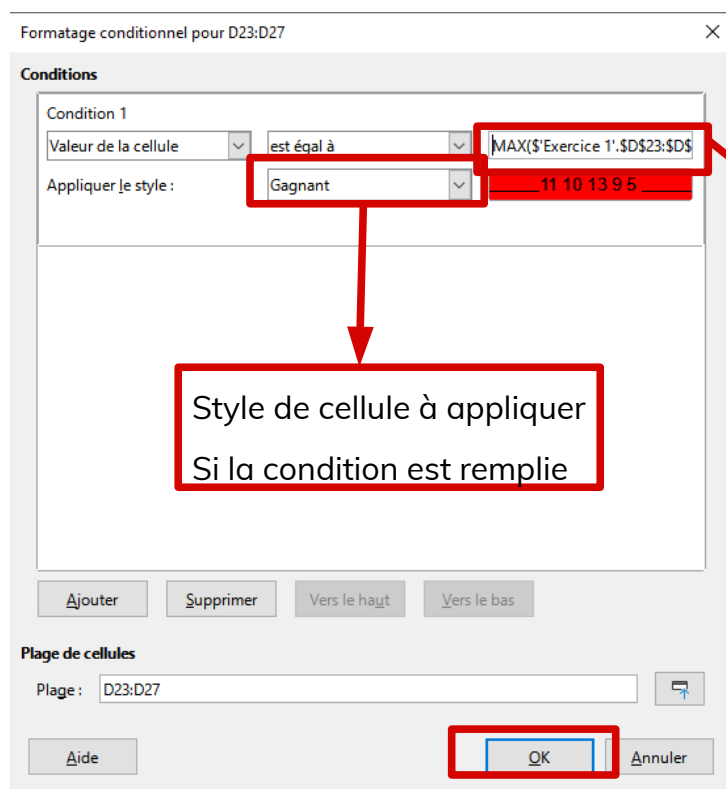 Formatage conditionnel pour D23:D27
Conditions
Condition 1
Valeur de la cellule est égal à MAX($'Exercice 1'.$D$23:$D$
Appliquer le style : Gagnant 11 10 13 9 5
Style de cellule à appliquer
Si la condition est remplie
Ajouter Supprimer Vers le haut Vers le bas
Plage de cellules
Plage : D23:D27
Aide OK Annuler